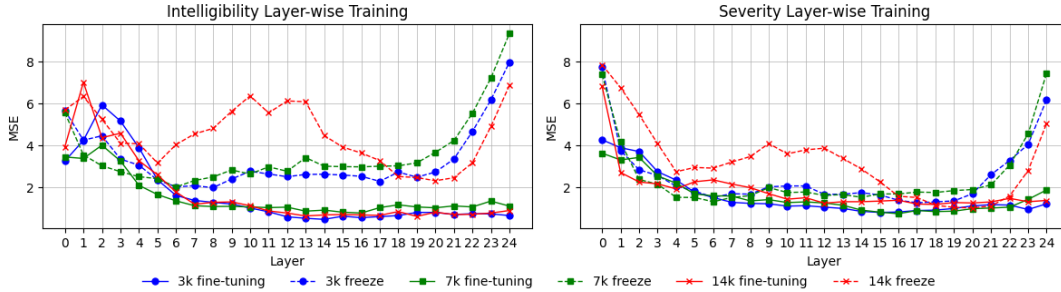 Intelligibility Layer-wise Training
Severity Layer-wise Training
MSE
8
6
4
2
0 1 2 3 4 5 6 7 8 9 10 11 12 13 14 15 16 17 18 19 20 21 22 23 24
Layer
MSE
8
6
4
2
1 2 3 4 5 6 7 8 9 10 11 12 13 14 15 16 17 18 19 20 21 22 23 24
Layer
3k fine-tuning 3k freeze 7k fine-tuning 7k freeze 14k fine-tuning 14k freeze